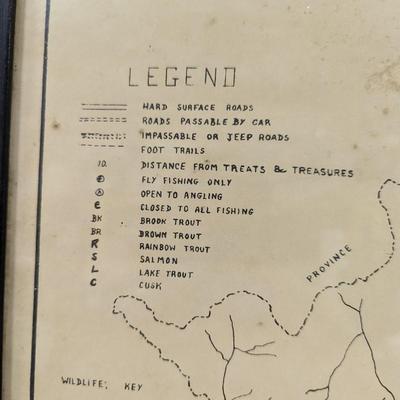 LEGEND
HARD SURFACE ROADS
ROADS PASSABLE BY CAR
IMPASSABLE OR JEEP ROADS
FOOT TRAILS
10. DISTANCE FROM TREATS & TREASURES
FLY FISHING ONLY
Ⓐ OPEN TO ANGLING
C CLOSED TO ALL FISHING
BK BROOK TROUT
BR BROWN TROUT
R RAINBOW TROUT
S SALMON
L LAKE TROUT
C CUSK
PROVINCE
WILDLIFE; KEY